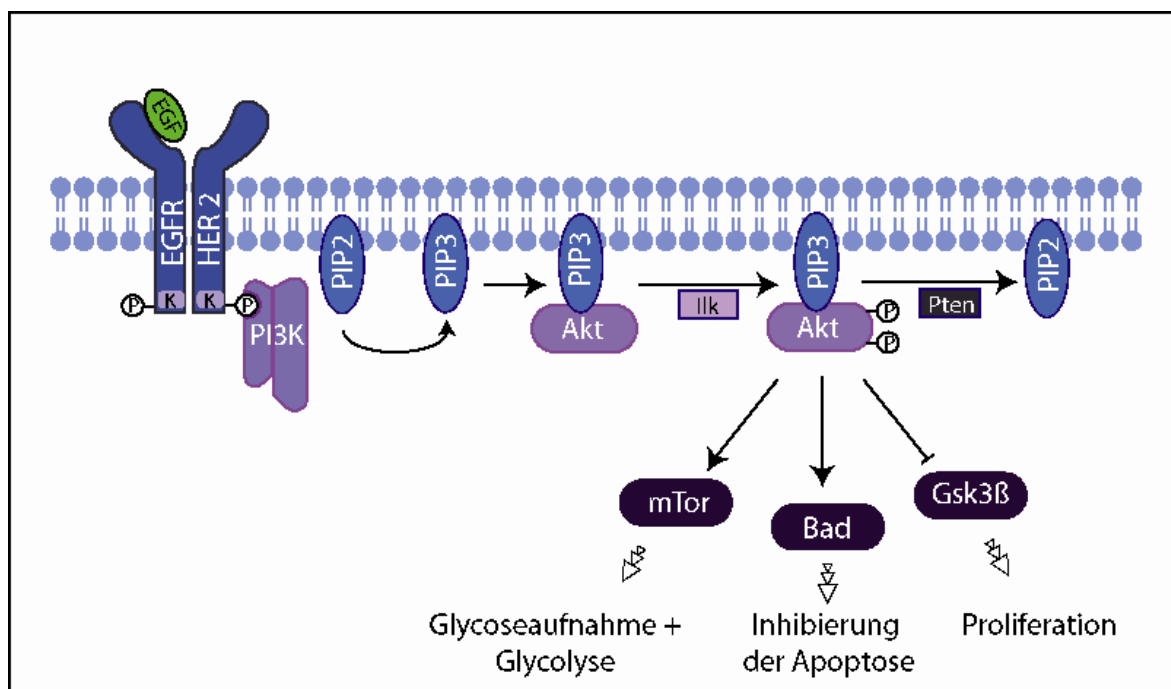 EGF
EGFR
HER 2
K
K
P
P
PI3K
PIP2
PIP3
PIP3
Akt
Ilk
PIP3
Akt
P
P
Pten
PIP2
mTor
Bad
Gsk3ß
Glycoseaufnahme +
Glycolyse
Inhibierung
der Apoptose
Proliferation